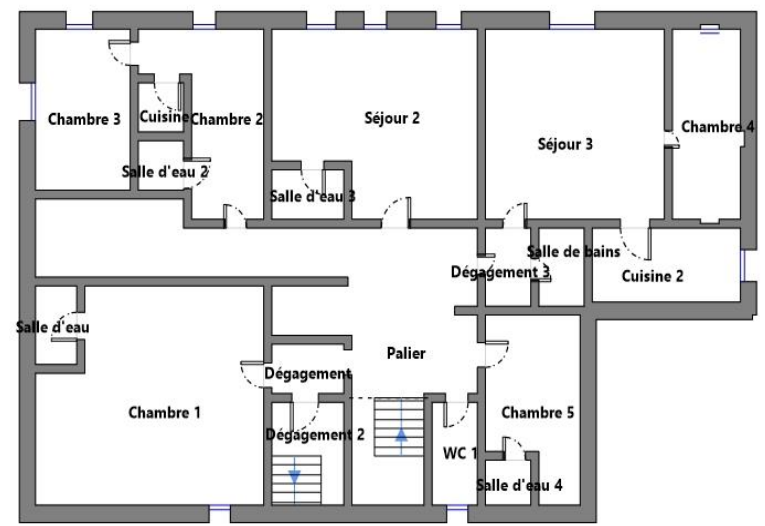 Chambre 3
Cuisine
Chambre 2
Séjour 2
Séjour 3
Chambre 4
Salle d'eau 2
Salle d'eau 3
Salle de bains
Dégagement 3
Cuisine 2
Salle d'eau
Palier
Dégagement
Chambre 1
Chambre 5
Dégagement 2
WC 1
Salle d'eau 4